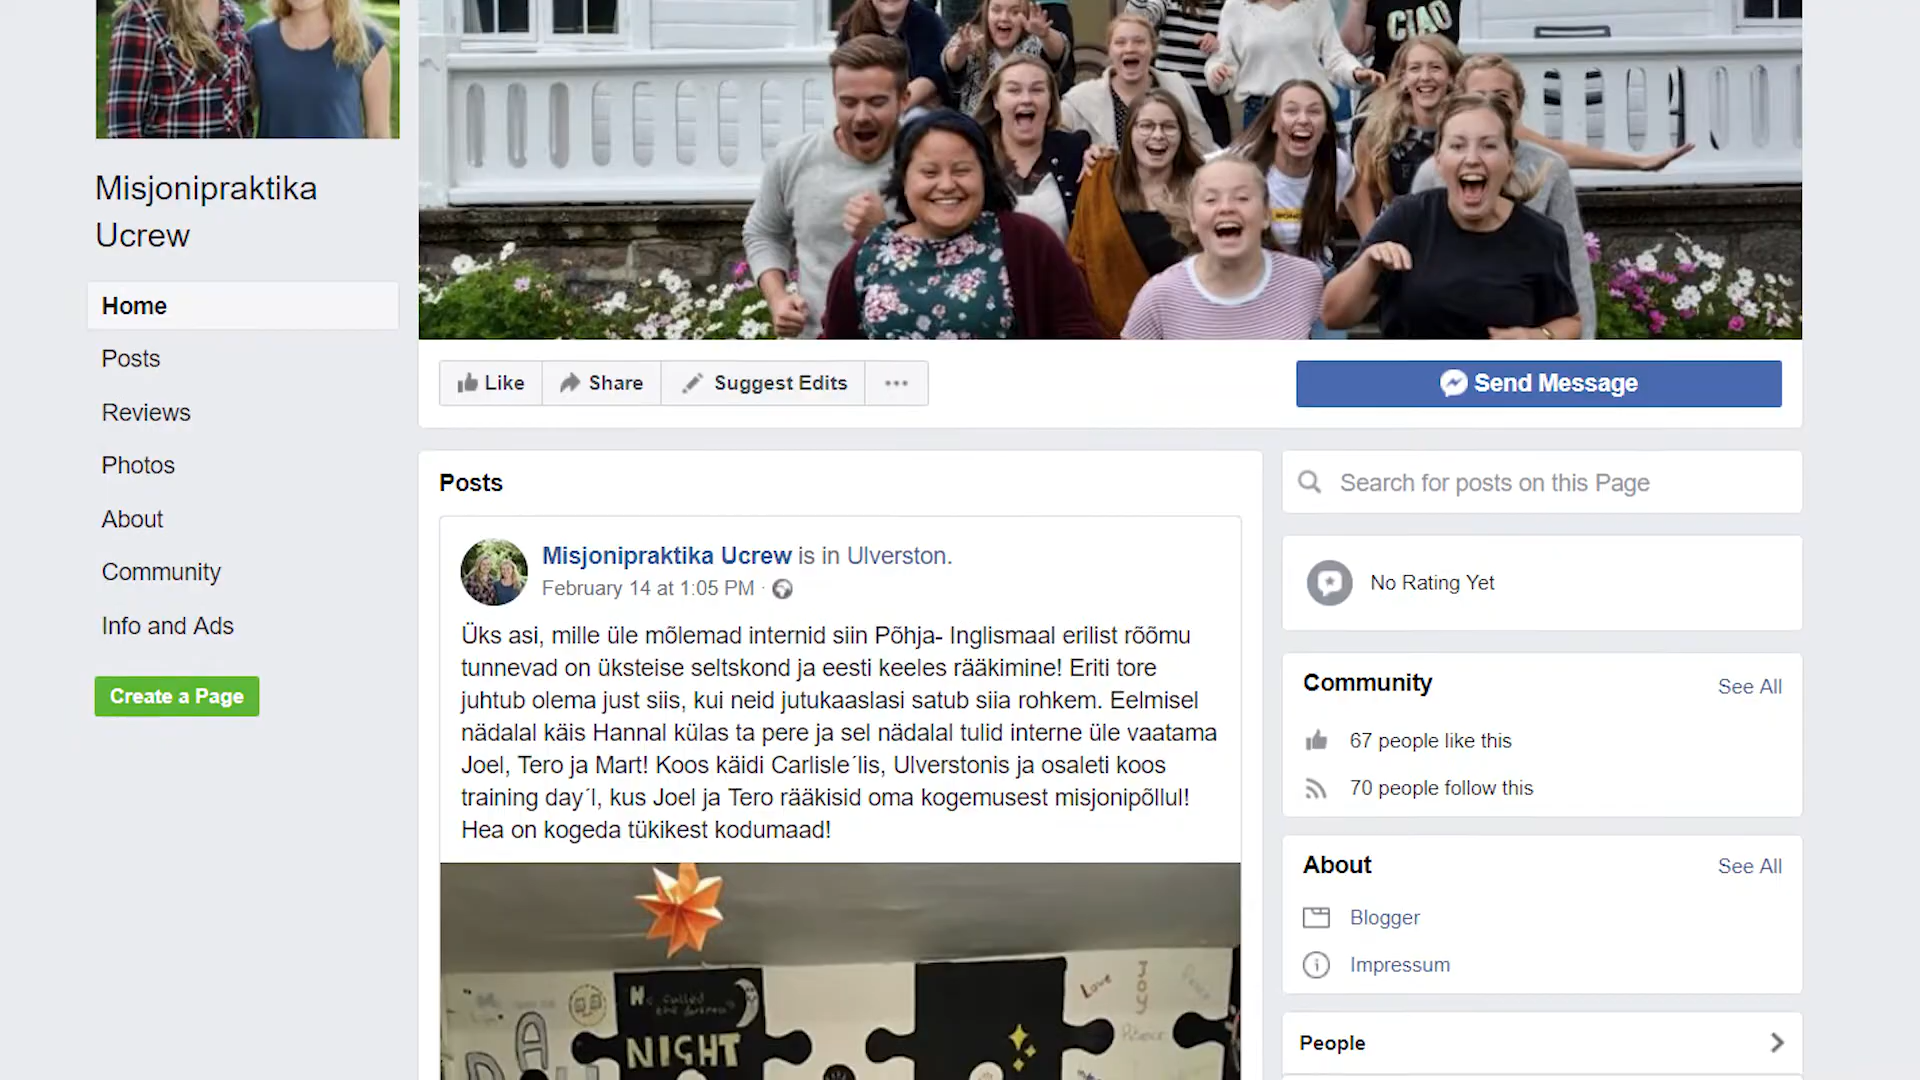 CIAO
Misjonipraktika
Ucrew
Home
Posts
Reviews
Photos
About
Community
Info and Ads
Create a Page
Like
Share
Suggest Edits
Send Message
Posts
Misjonipraktika Ucrew is in Ulverston.
February 14 at 1:05 PM ·
Üks asi, mille üle mõlemad internid siin Põhja- Inglismaal erilist rõõmu
tunnevad on üksteise seltskond ja eesti keeles rääkimine! Eriti tore
juhtub olema just siis, kui neid jutukaaslasi satub siia rohkem. Eelmisel
nädalal käis Hannal külas ta pere ja sel nädalal tulid interne üle vaatama
Joel, Tero ja Mart! Koos käidi Carlisle´lis, Ulverstonis ja osaleti koos
training day´l, kus Joel ja Tero rääkisid oma kogemusest misjonipõllul!
Hea on kogeda tükikest kodumaad!
He called
the darkness
NIGHT
Love
JOY
Search for posts on this Page
No Rating Yet
Community
See All
67 people like this
70 people follow this
About
See All
Blogger
Impressum
People